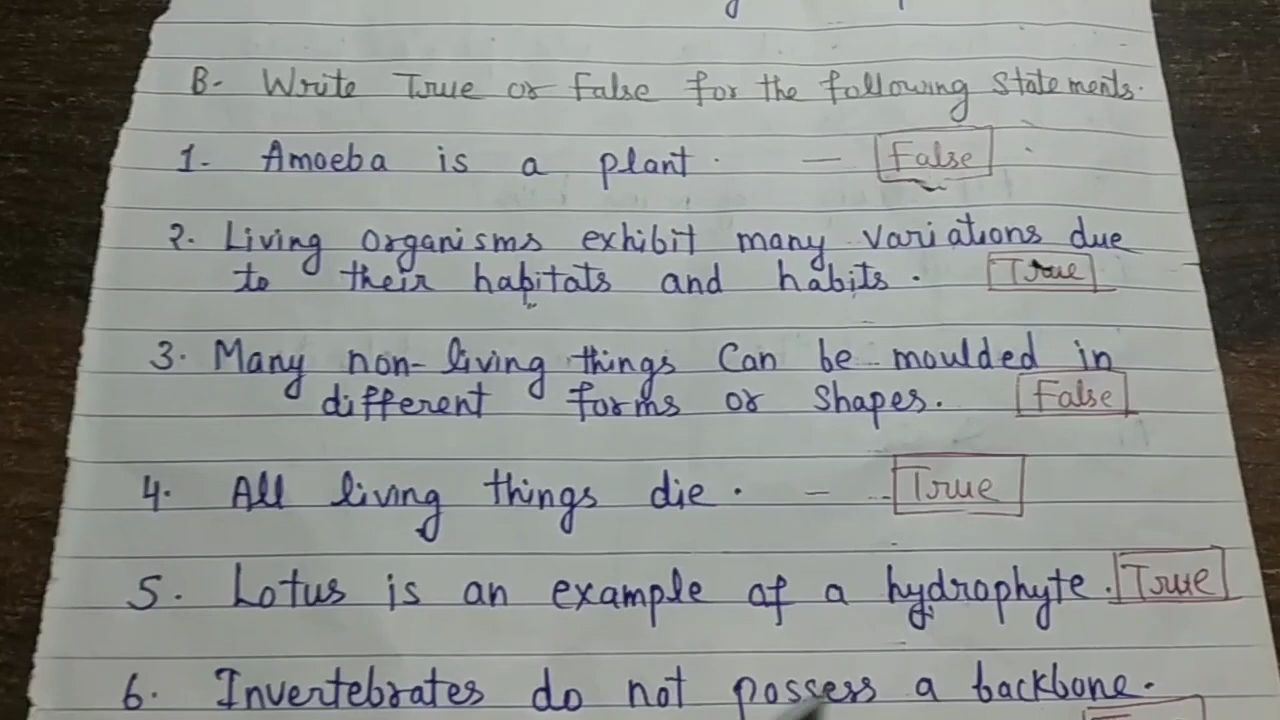 B- Write True or False for the following statements.
1. Amoeba is a plant. — False
2. Living organisms exhibit many variations due
to their habitats and habits. True
3. Many non-living things can be moulded in
different forms or shapes. False
4. All living things die. — True
5. Lotus is an example of a hydrophyte. True
6. Invertebrates do not possess a backbone.